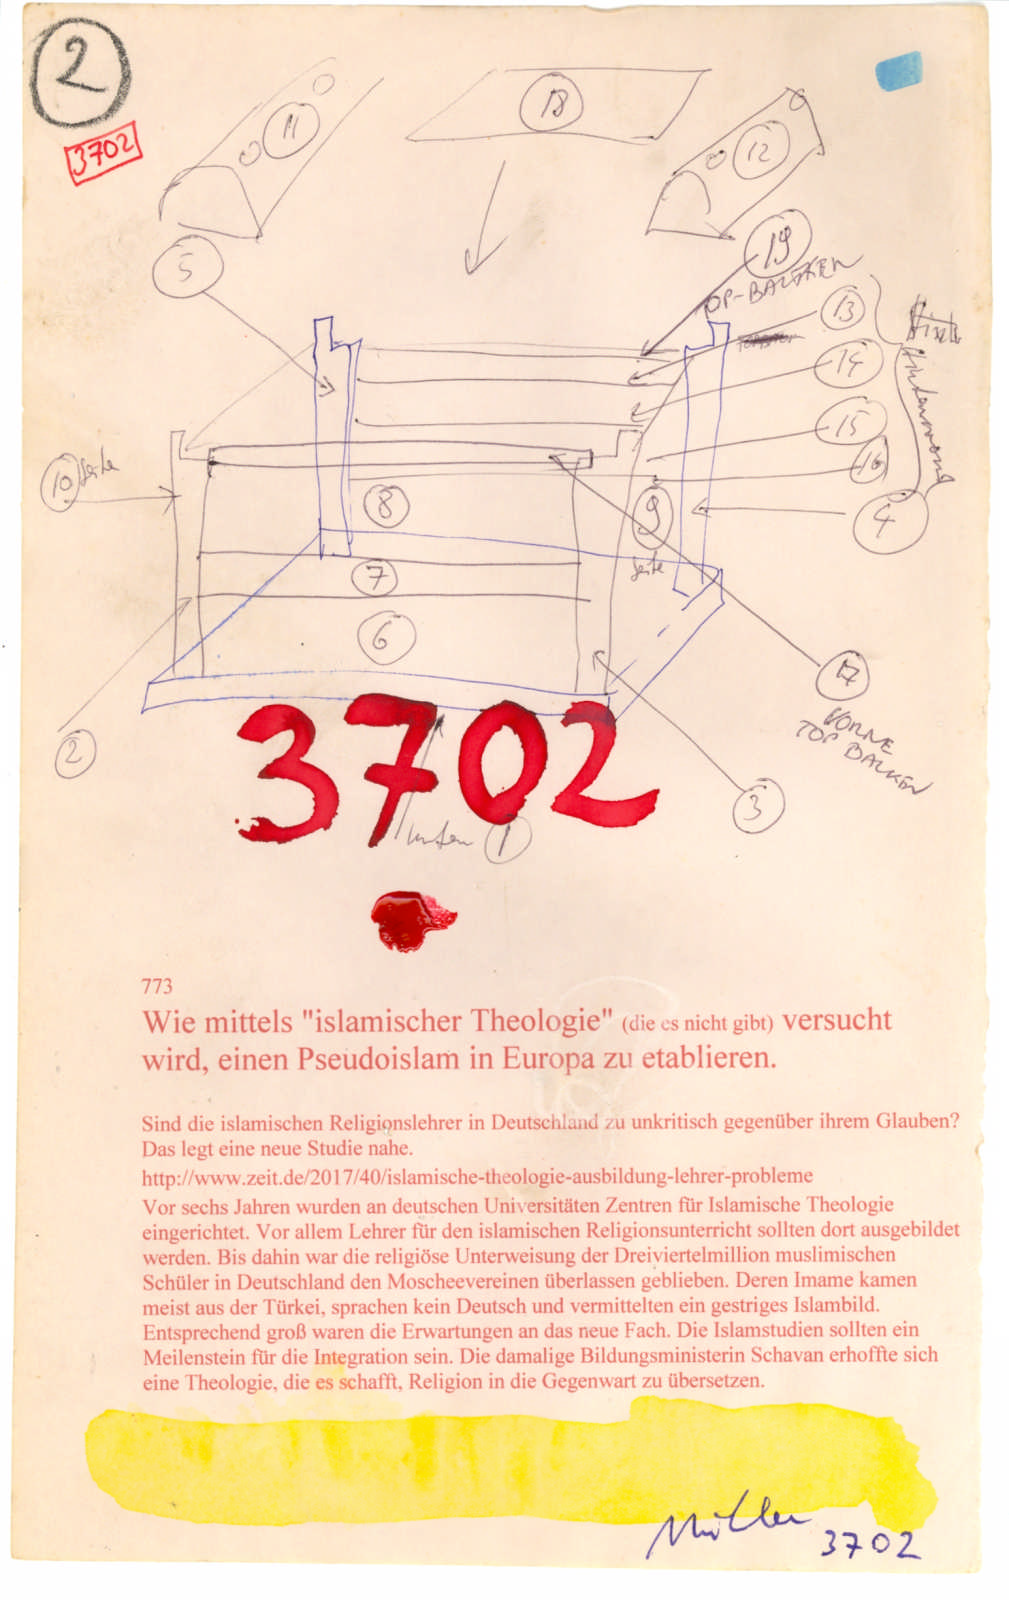 2
3702
11
18
12
5
19
TOP-BALKEN
13
14
15
16
4
Hinterwand
10 Seite
8
9
Seite
7
6
17
VORNE
TOP BALKEN
2
3
3702
unten 1
773
Wie mittels "islamischer Theologie" (die es nicht gibt) versucht
wird, einen Pseudoislam in Europa zu etablieren.
Sind die islamischen Religionslehrer in Deutschland zu unkritisch gegenüber ihrem Glauben?
Das legt eine neue Studie nahe.
http://www.zeit.de/2017/40/islamische-theologie-ausbildung-lehrer-probleme
Vor sechs Jahren wurden an deutschen Universitäten Zentren für Islamische Theologie
eingerichtet. Vor allem Lehrer für den islamischen Religionsunterricht sollten dort ausgebildet
werden. Bis dahin war die religiöse Unterweisung der Dreiviertelmillion muslimischen
Schüler in Deutschland den Moscheevereinen überlassen geblieben. Deren Imame kamen
meist aus der Türkei, sprachen kein Deutsch und vermittelten ein gestriges Islambild.
Entsprechend groß waren die Erwartungen an das neue Fach. Die Islamstudien sollten ein
Meilenstein für die Integration sein. Die damalige Bildungsministerin Schavan erhoffte sich
eine Theologie, die es schafft, Religion in die Gegenwart zu übersetzen.
3702